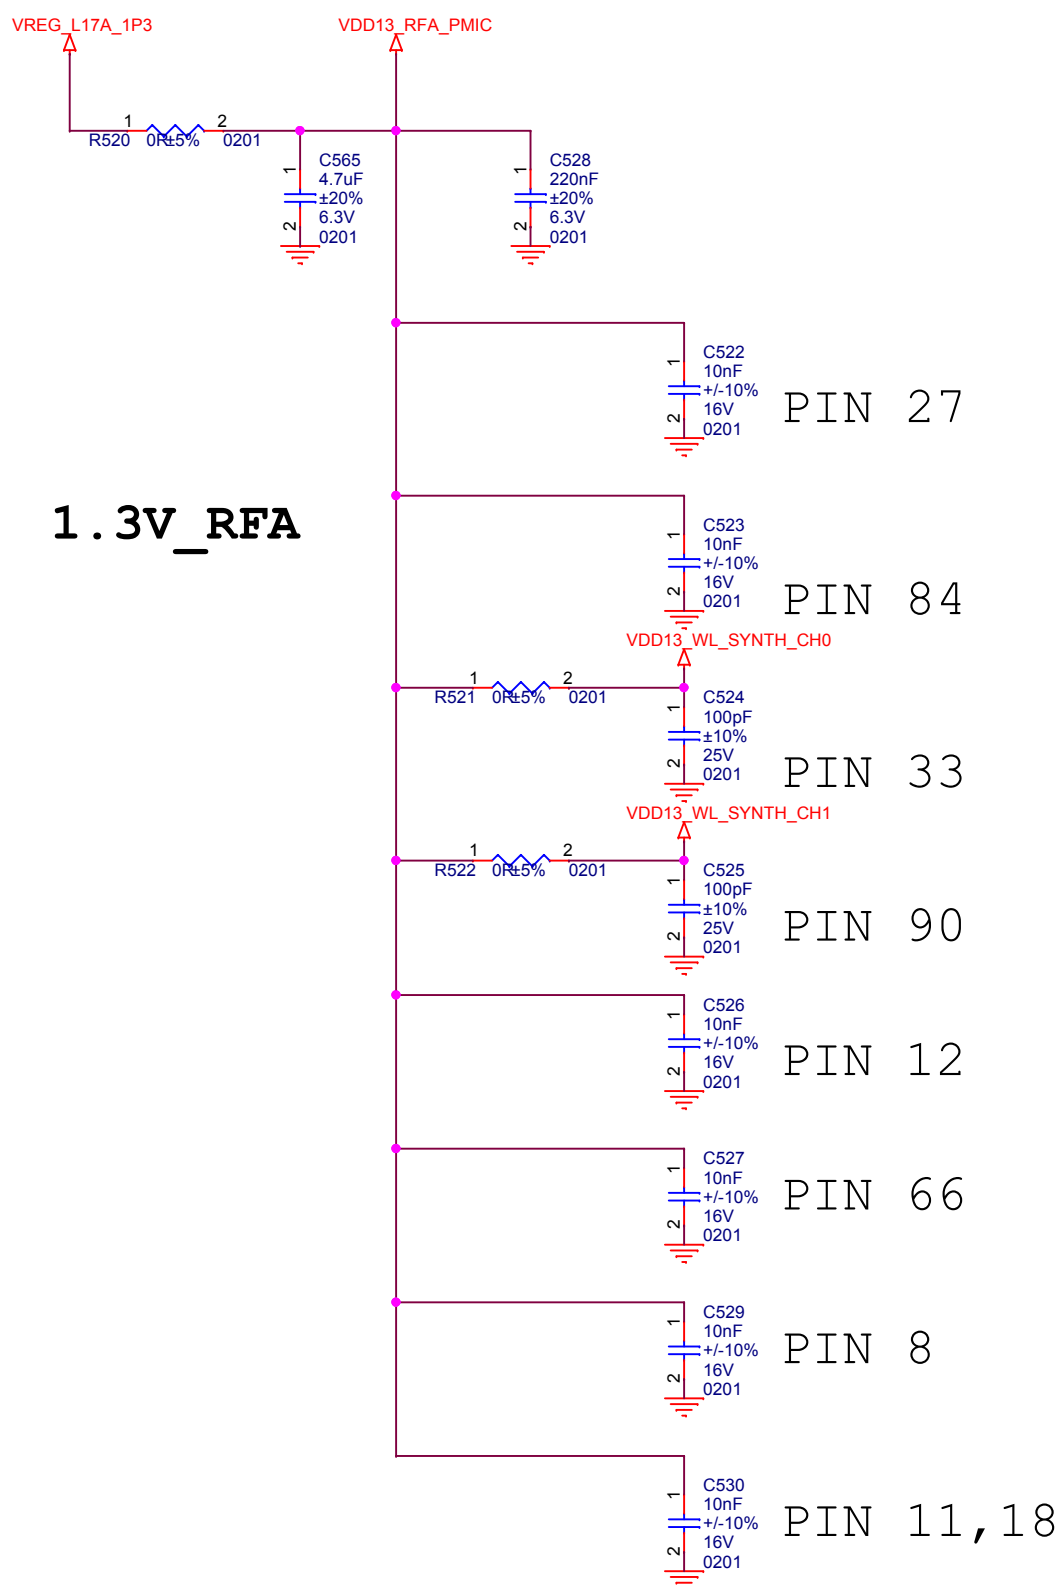 VREG_L17A_1P3
VDD13_RFA_PMIC
1 2
R520 0R±5% 0201
1
C565
4.7uF
±20%
6.3V
0201
2
1
C528
220nF
±20%
6.3V
0201
2
1
C522
10nF
+/-10%
16V
0201
2
PIN 27
1.3V_RFA
1
C523
10nF
+/-10%
16V
0201
2
PIN 84
VDD13_WL_SYNTH_CH0
1 2
R521 0R±5% 0201
1
C524
100pF
±10%
25V
0201
2
PIN 33
VDD13_WL_SYNTH_CH1
1 2
R522 0R±5% 0201
1
C525
100pF
±10%
25V
0201
2
PIN 90
1
C526
10nF
+/-10%
16V
0201
2
PIN 12
1
C527
10nF
+/-10%
16V
0201
2
PIN 66
1
C529
10nF
+/-10%
16V
0201
2
PIN 8
1
C530
10nF
+/-10%
16V
0201
2
PIN 11,18